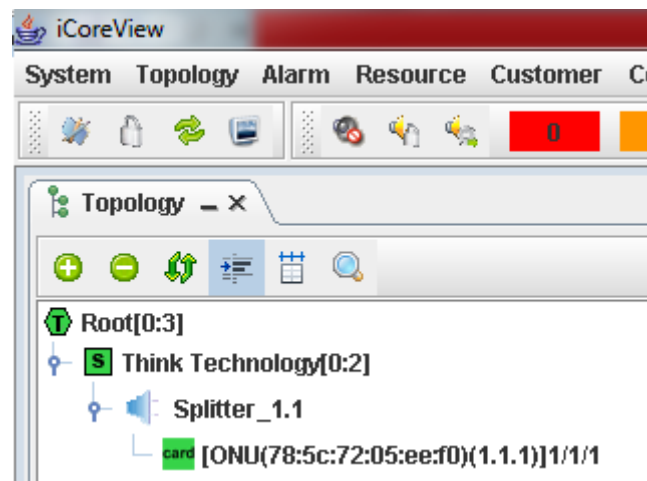 iCoreView
System Topology Alarm Resource Customer
0
Topology
T Root[0:3]
S Think Technology[0:2]
Splitter_1.1
card [ONU(78:5c:72:05:ee:f0)(1.1.1)]1/1/1